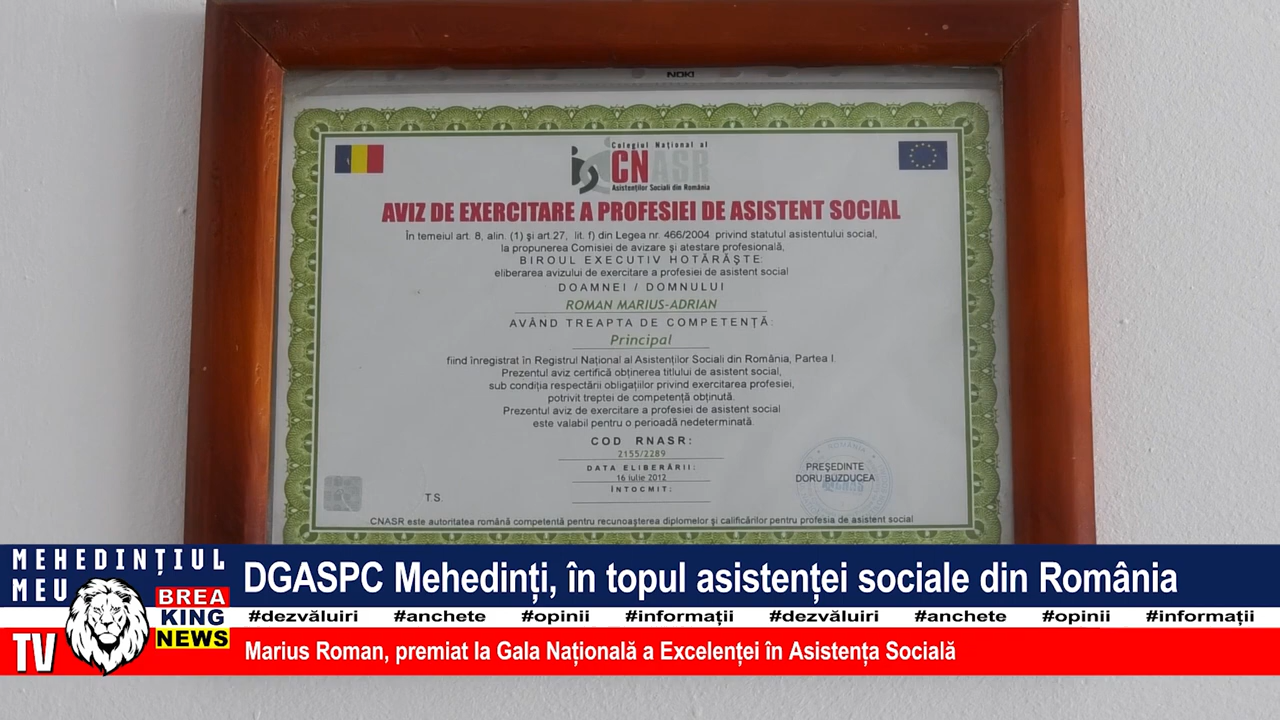 NOKI
Colegiul Național al
CNASR
Asistenților Sociali din România
AVIZ DE EXERCITARE A PROFESIEI DE ASISTENT SOCIAL
În temeiul art. 8, alin. (1) și art.27, lit. f) din Legea nr. 466/2004 privind statutul asistentului social,
la propunerea Comisiei de avizare și atestare profesională,
BIROUL EXECUTIV HOTĂRĂȘTE:
eliberarea avizului de exercitare a profesiei de asistent social
DOAMNEI / DOMNULUI
ROMAN MARIUS-ADRIAN
AVÂND TREAPTA DE COMPETENȚĂ:
Principal
fiind înregistrat în Registrul Național al Asistenților Sociali din România, Partea I.
Prezentul aviz certifică obținerea titlului de asistent social,
sub condiția respectării obligațiilor privind exercitarea profesiei,
potrivit treptei de competență obținută.
Prezentul aviz de exercitare a profesiei de asistent social
este valabil pentru o perioadă nedeterminată.
COD RNASR:
2155/2289
DATA ELIBERĂRII:
16 Iulie 2012
ÎNTOCMIT:
T.S.
ROMÂNIA
PREȘEDINTE
DORU BUZDUCEA
CNASR este autoritatea română competentă pentru recunoașterea diplomelor și calificărilor pentru profesia de asistent social
MEHEDINȚIUL
MEU
TV
BREA
KING
NEWS
DGASPC Mehedinți, în topul asistenței sociale din România
#dezvăluiri #anchete #opinii #informații #dezvăluiri #anchete #opinii #informații
Marius Roman, premiat la Gala Națională a Excelenței în Asistența Socială